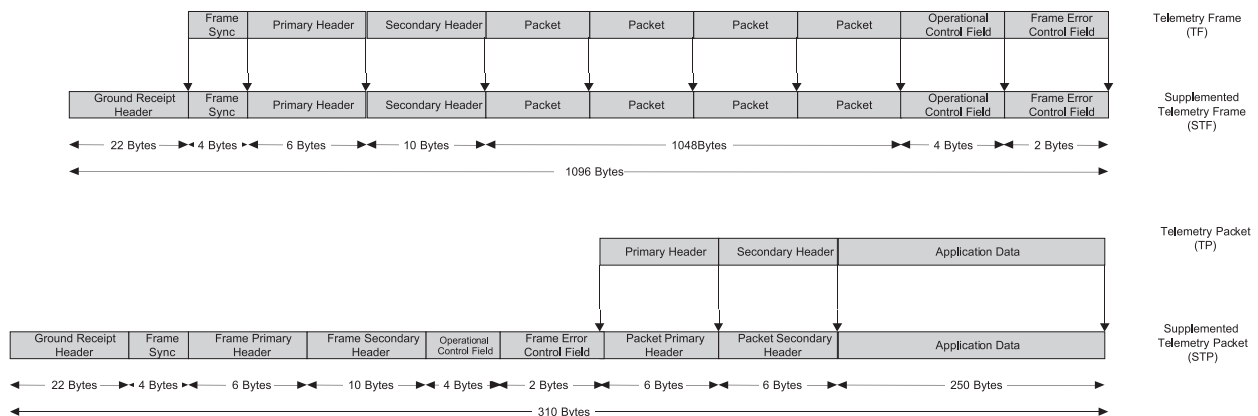 Frame Sync
Primary Header
Secondary Header
Packet
Packet
Packet
Packet
Operational Control Field
Frame Error Control Field
Telemetry Frame
(TF)
Ground Receipt Header
Frame Sync
Primary Header
Secondary Header
Packet
Packet
Packet
Packet
Operational Control Field
Frame Error Control Field
Supplemented
Telemetry Frame
(STF)
22 Bytes
4 Bytes
6 Bytes
10 Bytes
1048Bytes
4 Bytes
2 Bytes
1096 Bytes
Telemetry Packet
(TP)
Primary Header
Secondary Header
Application Data
Ground Receipt Header
Frame Sync
Frame Primary Header
Frame Secondary Header
Operational Control Field
Frame Error Control Field
Packet Primary Header
Packet Secondary Header
Application Data
Supplemented
Telemetry Packet
(STP)
22 Bytes
4 Bytes
6 Bytes
10 Bytes
4 Bytes
2 Bytes
6 Bytes
6 Bytes
250 Bytes
310 Bytes